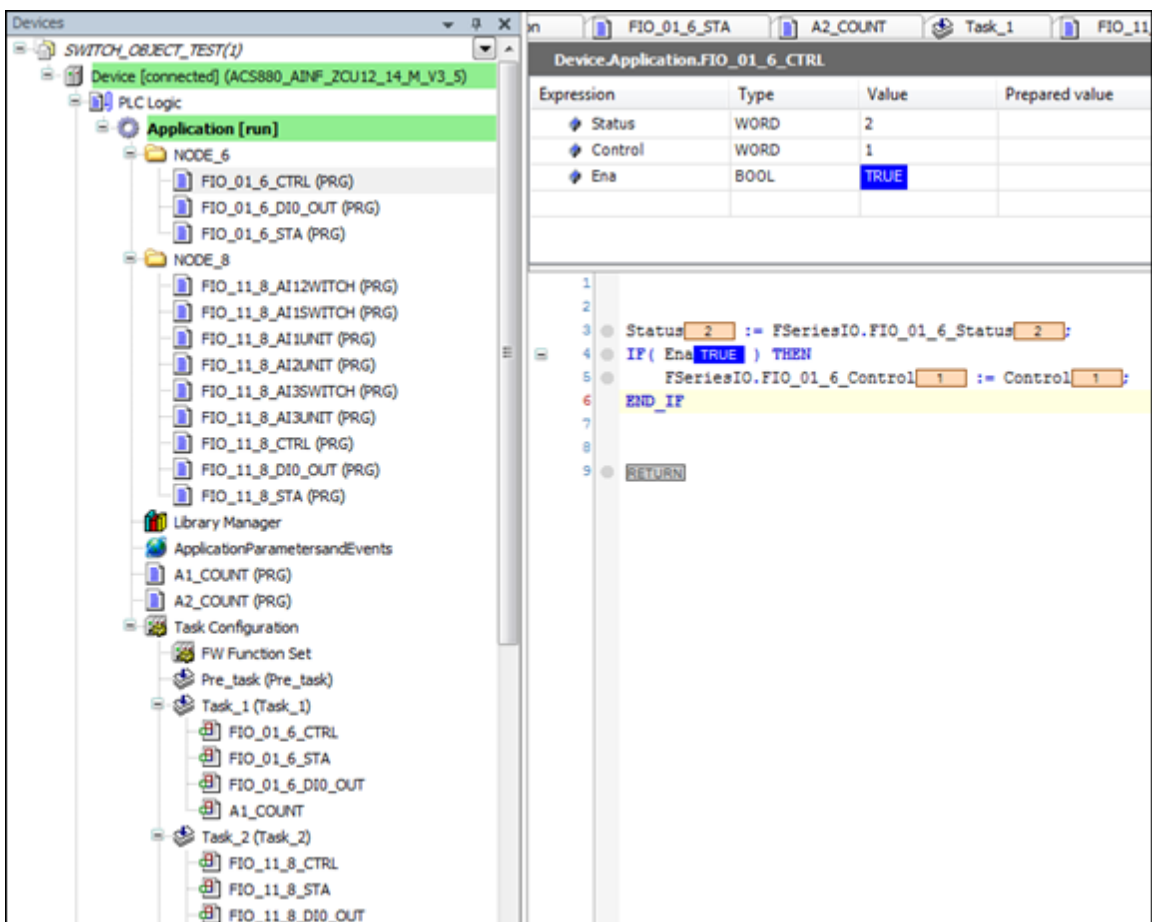 Devices
SWITCH_OBJECT_TEST(1)
Device [connected] (ACS880_AINF_ZCU12_14_M_V3_5)
PLC Logic
Application [run]
NODE_6
FIO_01_6_CTRL (PRG)
FIO_01_6_DI0_OUT (PRG)
FIO_01_6_STA (PRG)
NODE_8
FIO_11_8_AI12WITCH (PRG)
FIO_11_8_AI1SWITCH (PRG)
FIO_11_8_AI1UNIT (PRG)
FIO_11_8_AI2UNIT (PRG)
FIO_11_8_AI3SWITCH (PRG)
FIO_11_8_AI3UNIT (PRG)
FIO_11_8_CTRL (PRG)
FIO_11_8_DI0_OUT (PRG)
FIO_11_8_STA (PRG)
Library Manager
ApplicationParametersandEvents
A1_COUNT (PRG)
A2_COUNT (PRG)
Task Configuration
FW Function Set
Pre_task (Pre_task)
Task_1 (Task_1)
FIO_01_6_CTRL
FIO_01_6_STA
FIO_01_6_DI0_OUT
A1_COUNT
Task_2 (Task_2)
FIO_11_8_CTRL
FIO_11_8_STA
FIO_11_8_DI0_OUT
on FIO_01_6_STA A2_COUNT Task_1 FIO_11_
Device.Application.FIO_01_6_CTRL
Expression Type Value Prepared value
Status WORD 2
Control WORD 1
Ena BOOL TRUE
1
2
3 Status 2 := FSeriesIO.FIO_01_6_Status 2 ;
4 IF( Ena TRUE ) THEN
5 FSeriesIO.FIO_01_6_Control 1 := Control 1 ;
6 END_IF
7
8
9 RETURN